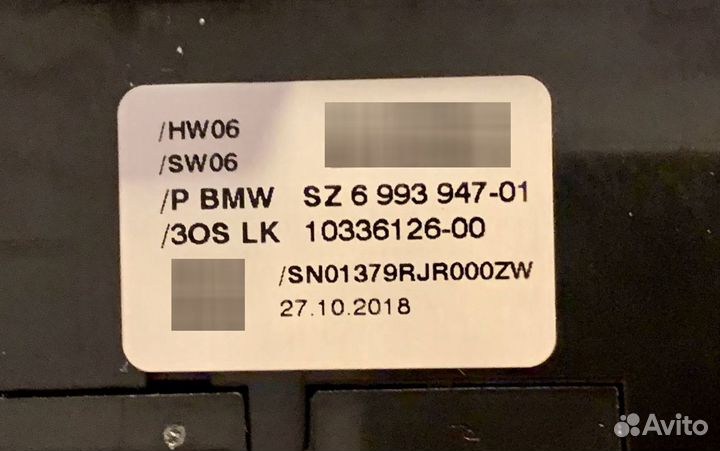 /HW06
/SW06
/P BMW SZ 6 993 947-01
/3OS LK 10336126-00
/SN01379RJR000ZW
27.10.2018
Avito